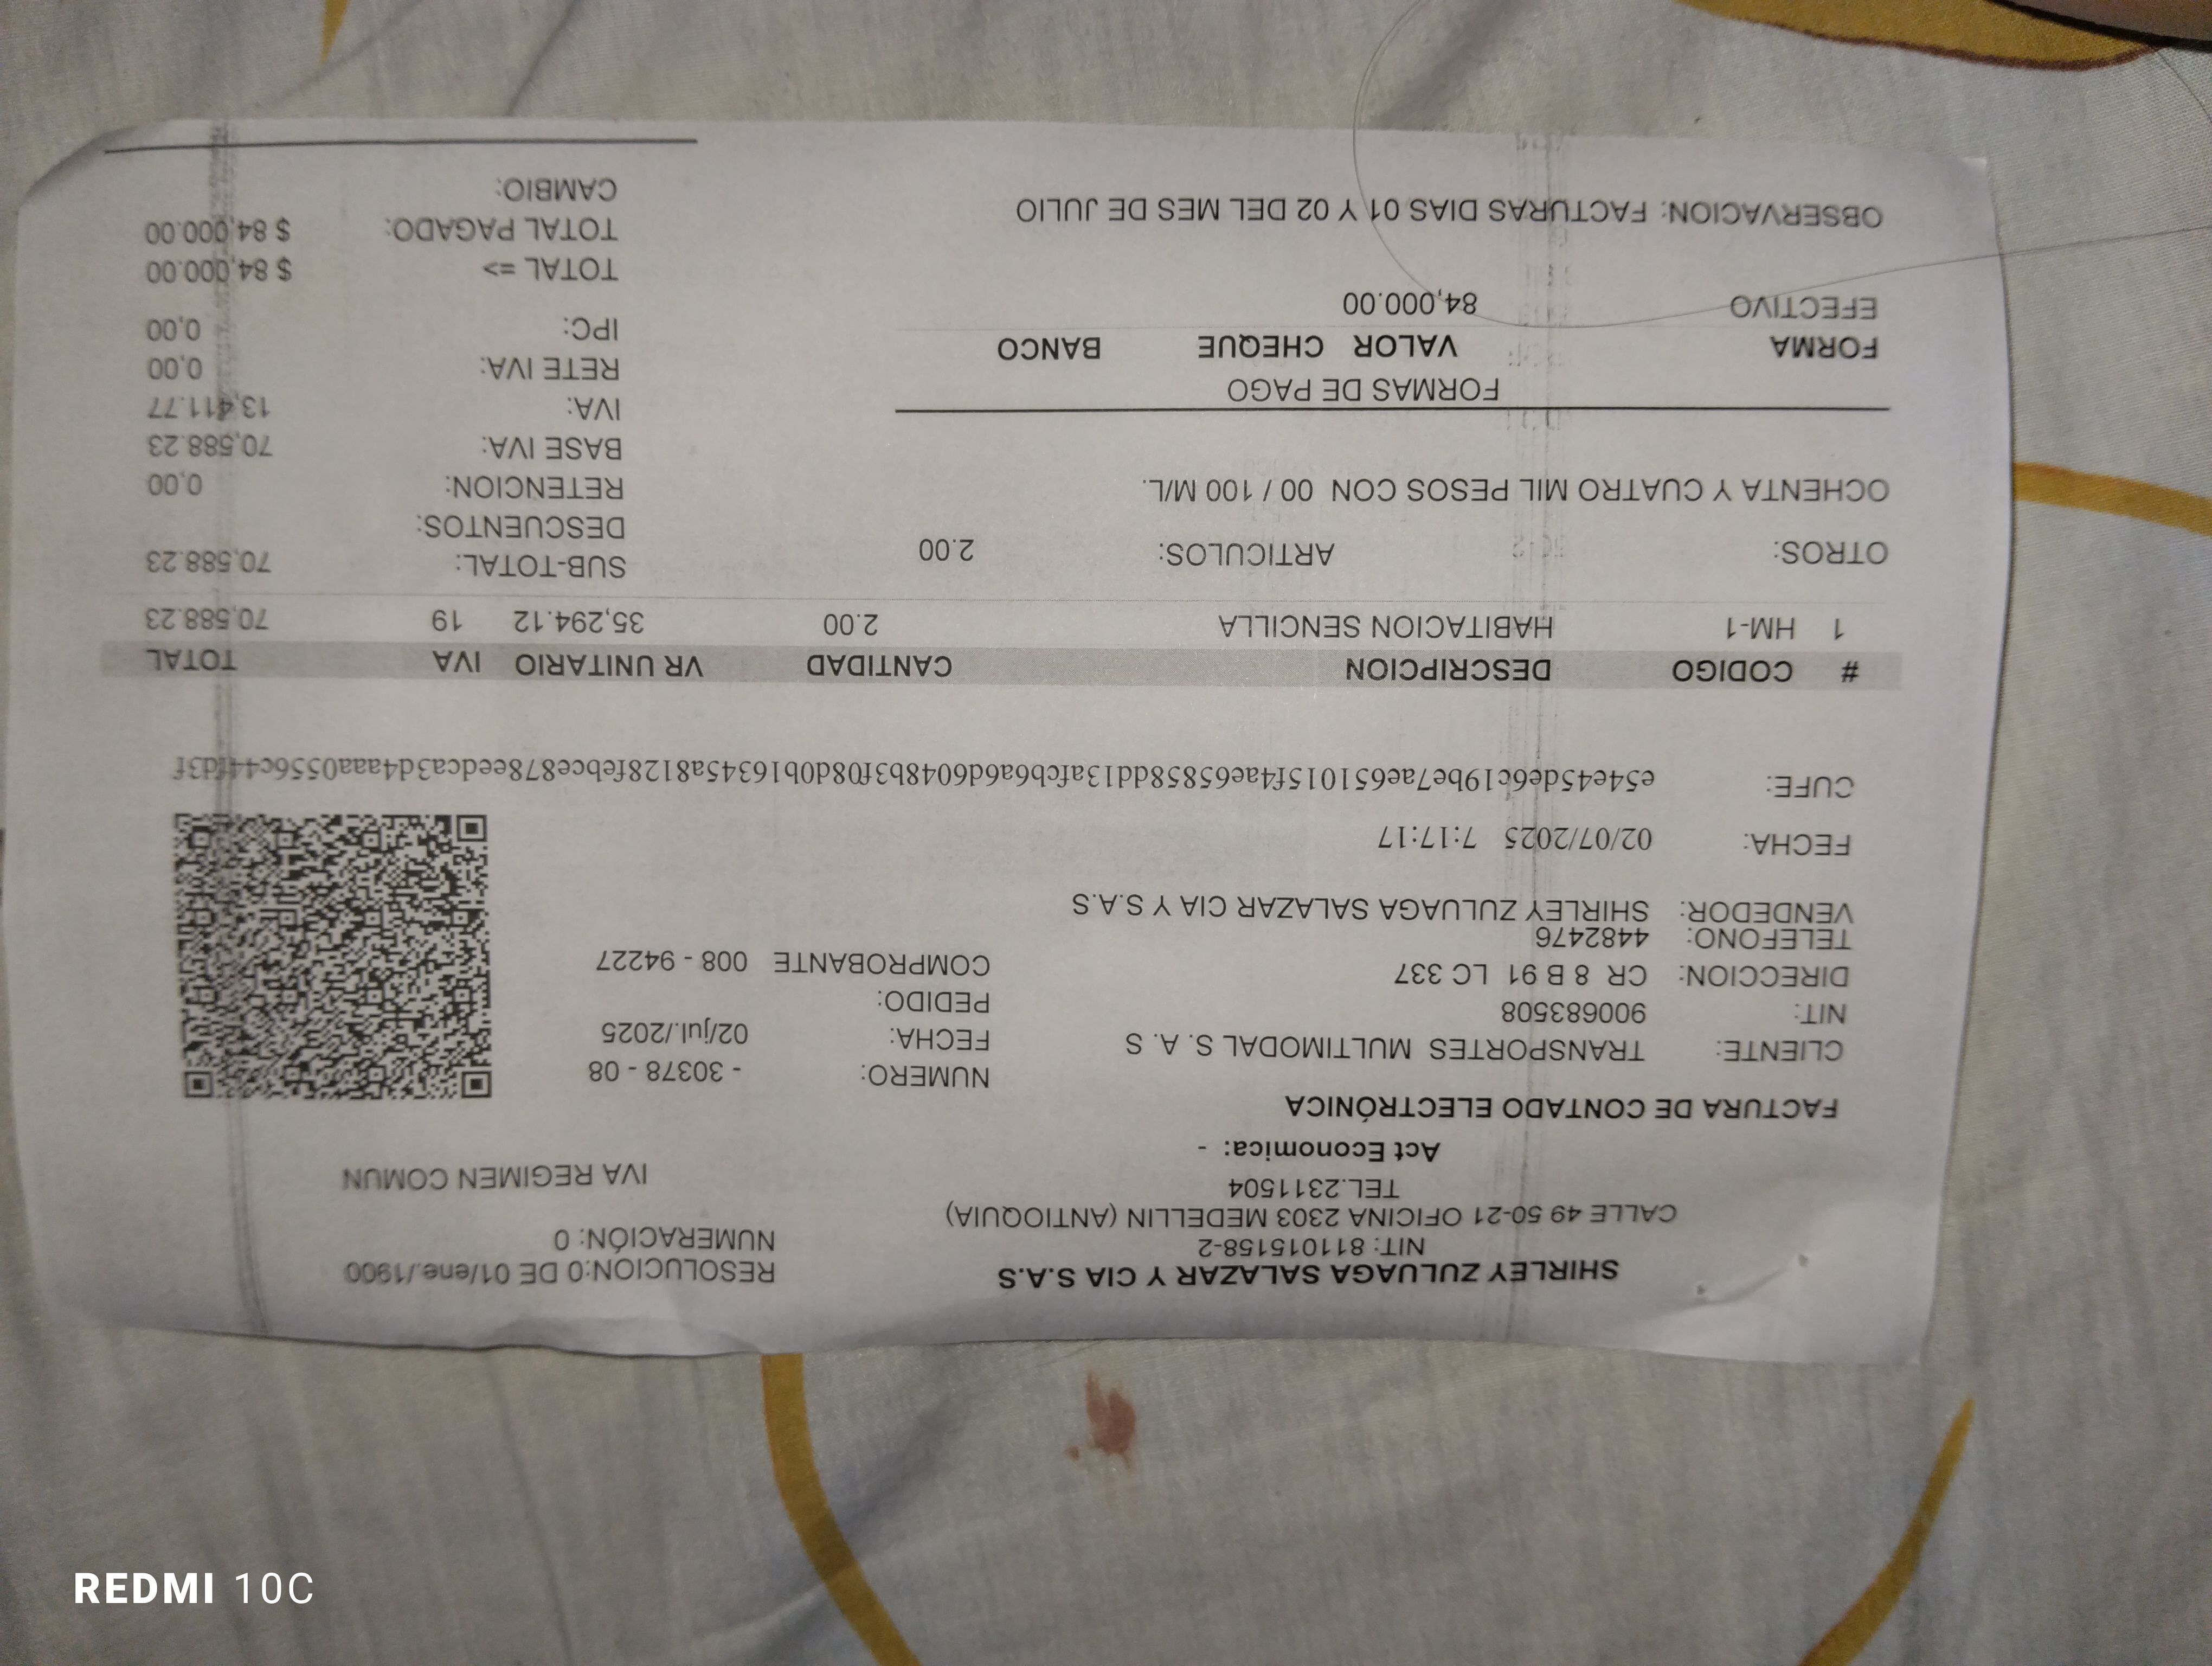 SHIRLEY ZULUAGA SALAZAR Y CIA S.A.S
NIT: 811015158-2
CALLE 49 50-21 OFICINA 2303 MEDELLIN (ANTIOQUIA)
TEL.2311504
Act Economica: -
RESOLUCION:0 DE 01/ene./1900
NUMERACIÓN: 0
IVA REGIMEN COMUN
FACTURA DE CONTADO ELECTRÓNICA
CLIENTE: TRANSPORTES MULTIMODAL S. A. S
NIT: 900683508
DIRECCION: CR 8 B 91 LC 337
TELEFONO: 4482476
VENDEDOR: SHIRLEY ZULUAGA SALAZAR CIA Y S.A.S
NUMERO: - 30378 - 08
FECHA: 02/jul./2025
PEDIDO:
COMPROBANTE 008 - 94227
FECHA: 02/07/2025 7:17:17
CUFE: e54e45de6c19be7ae651015f4ae65858dd13afcb6a6d6048b3f08d0b16345a8128febce878eedca3d4aaaa0556c44ffd3f
# CODIGO DESCRIPCION CANTIDAD VR UNITARIO IVA TOTAL
1 HM-1 HABITACION SENCILLA 2.00 35,294.12 19 70,588.23
OTROS: ARTICULOS: 2.00
OCHENTA Y CUATRO MIL PESOS CON 00 / 100 M/L.
SUB-TOTAL: 70,588.23
DESCUENTOS:
RETENCION: 0,00
BASE IVA: 70,588.23
IVA: 13,411.77
RETE IVA: 0,00
IPC: 0,00
TOTAL => $ 84,000.00
TOTAL PAGADO: $ 84,000.00
CAMBIO:
FORMAS DE PAGO
FORMA VALOR CHEQUE BANCO
EFECTIVO 84,000.00
OBSERVACION: FACTURAS DIAS 01 Y 02 DEL MES DE JULIO
REDMI 10C